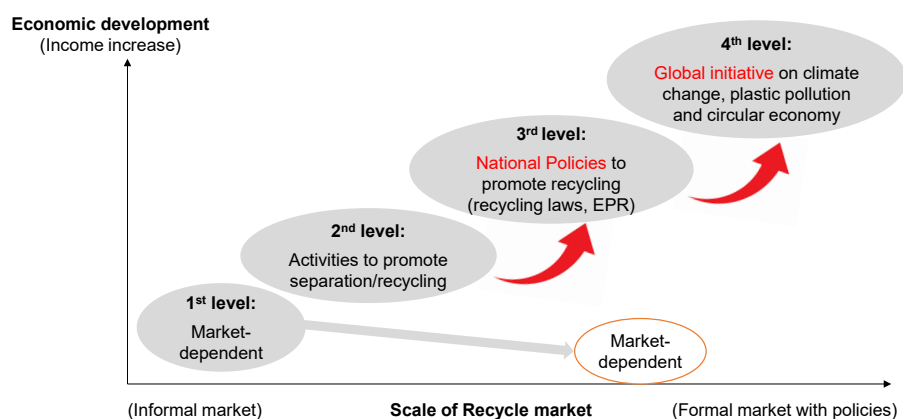 Economic development
(Income increase)
4th level:
Global initiative on climate
change, plastic pollution
and circular economy
3rd level:
National Policies to
promote recycling
(recycling laws, EPR)
2nd level:
Activities to promote
separation/recycling
1st level:
Market-
dependent
Market-
dependent
(Informal market)
Scale of Recycle market
(Formal market with policies)